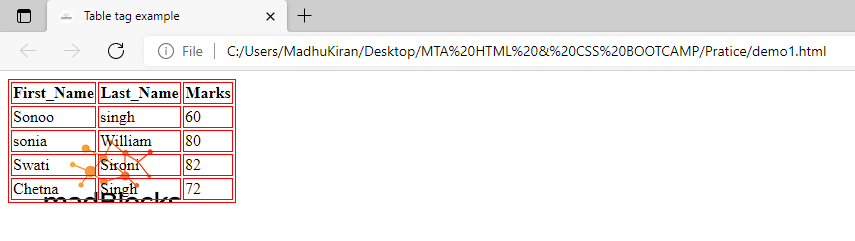 Table tag example
File C:/Users/MadhuKiran/Desktop/MTA%20HTML%20&%20CSS%20BOOTCAMP/Pratice/demo1.html
First_Name Last_Name Marks
Sonoo singh 60
sonia William 80
Swati Sironi 82
Chetna Singh 72
madBlocks